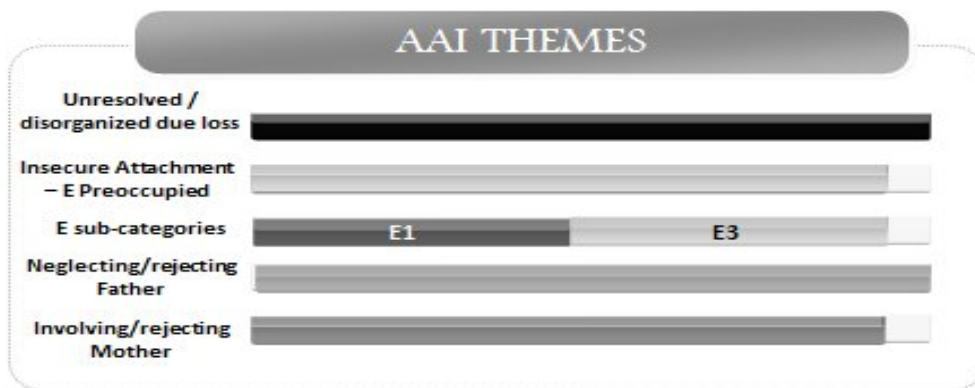 AAI THEMES
Unresolved /
disorganized due loss
Insecure Attachment
– E Preoccupied
E sub-categories
E1
E3
Neglecting/rejecting
Father
Involving/rejecting
Mother